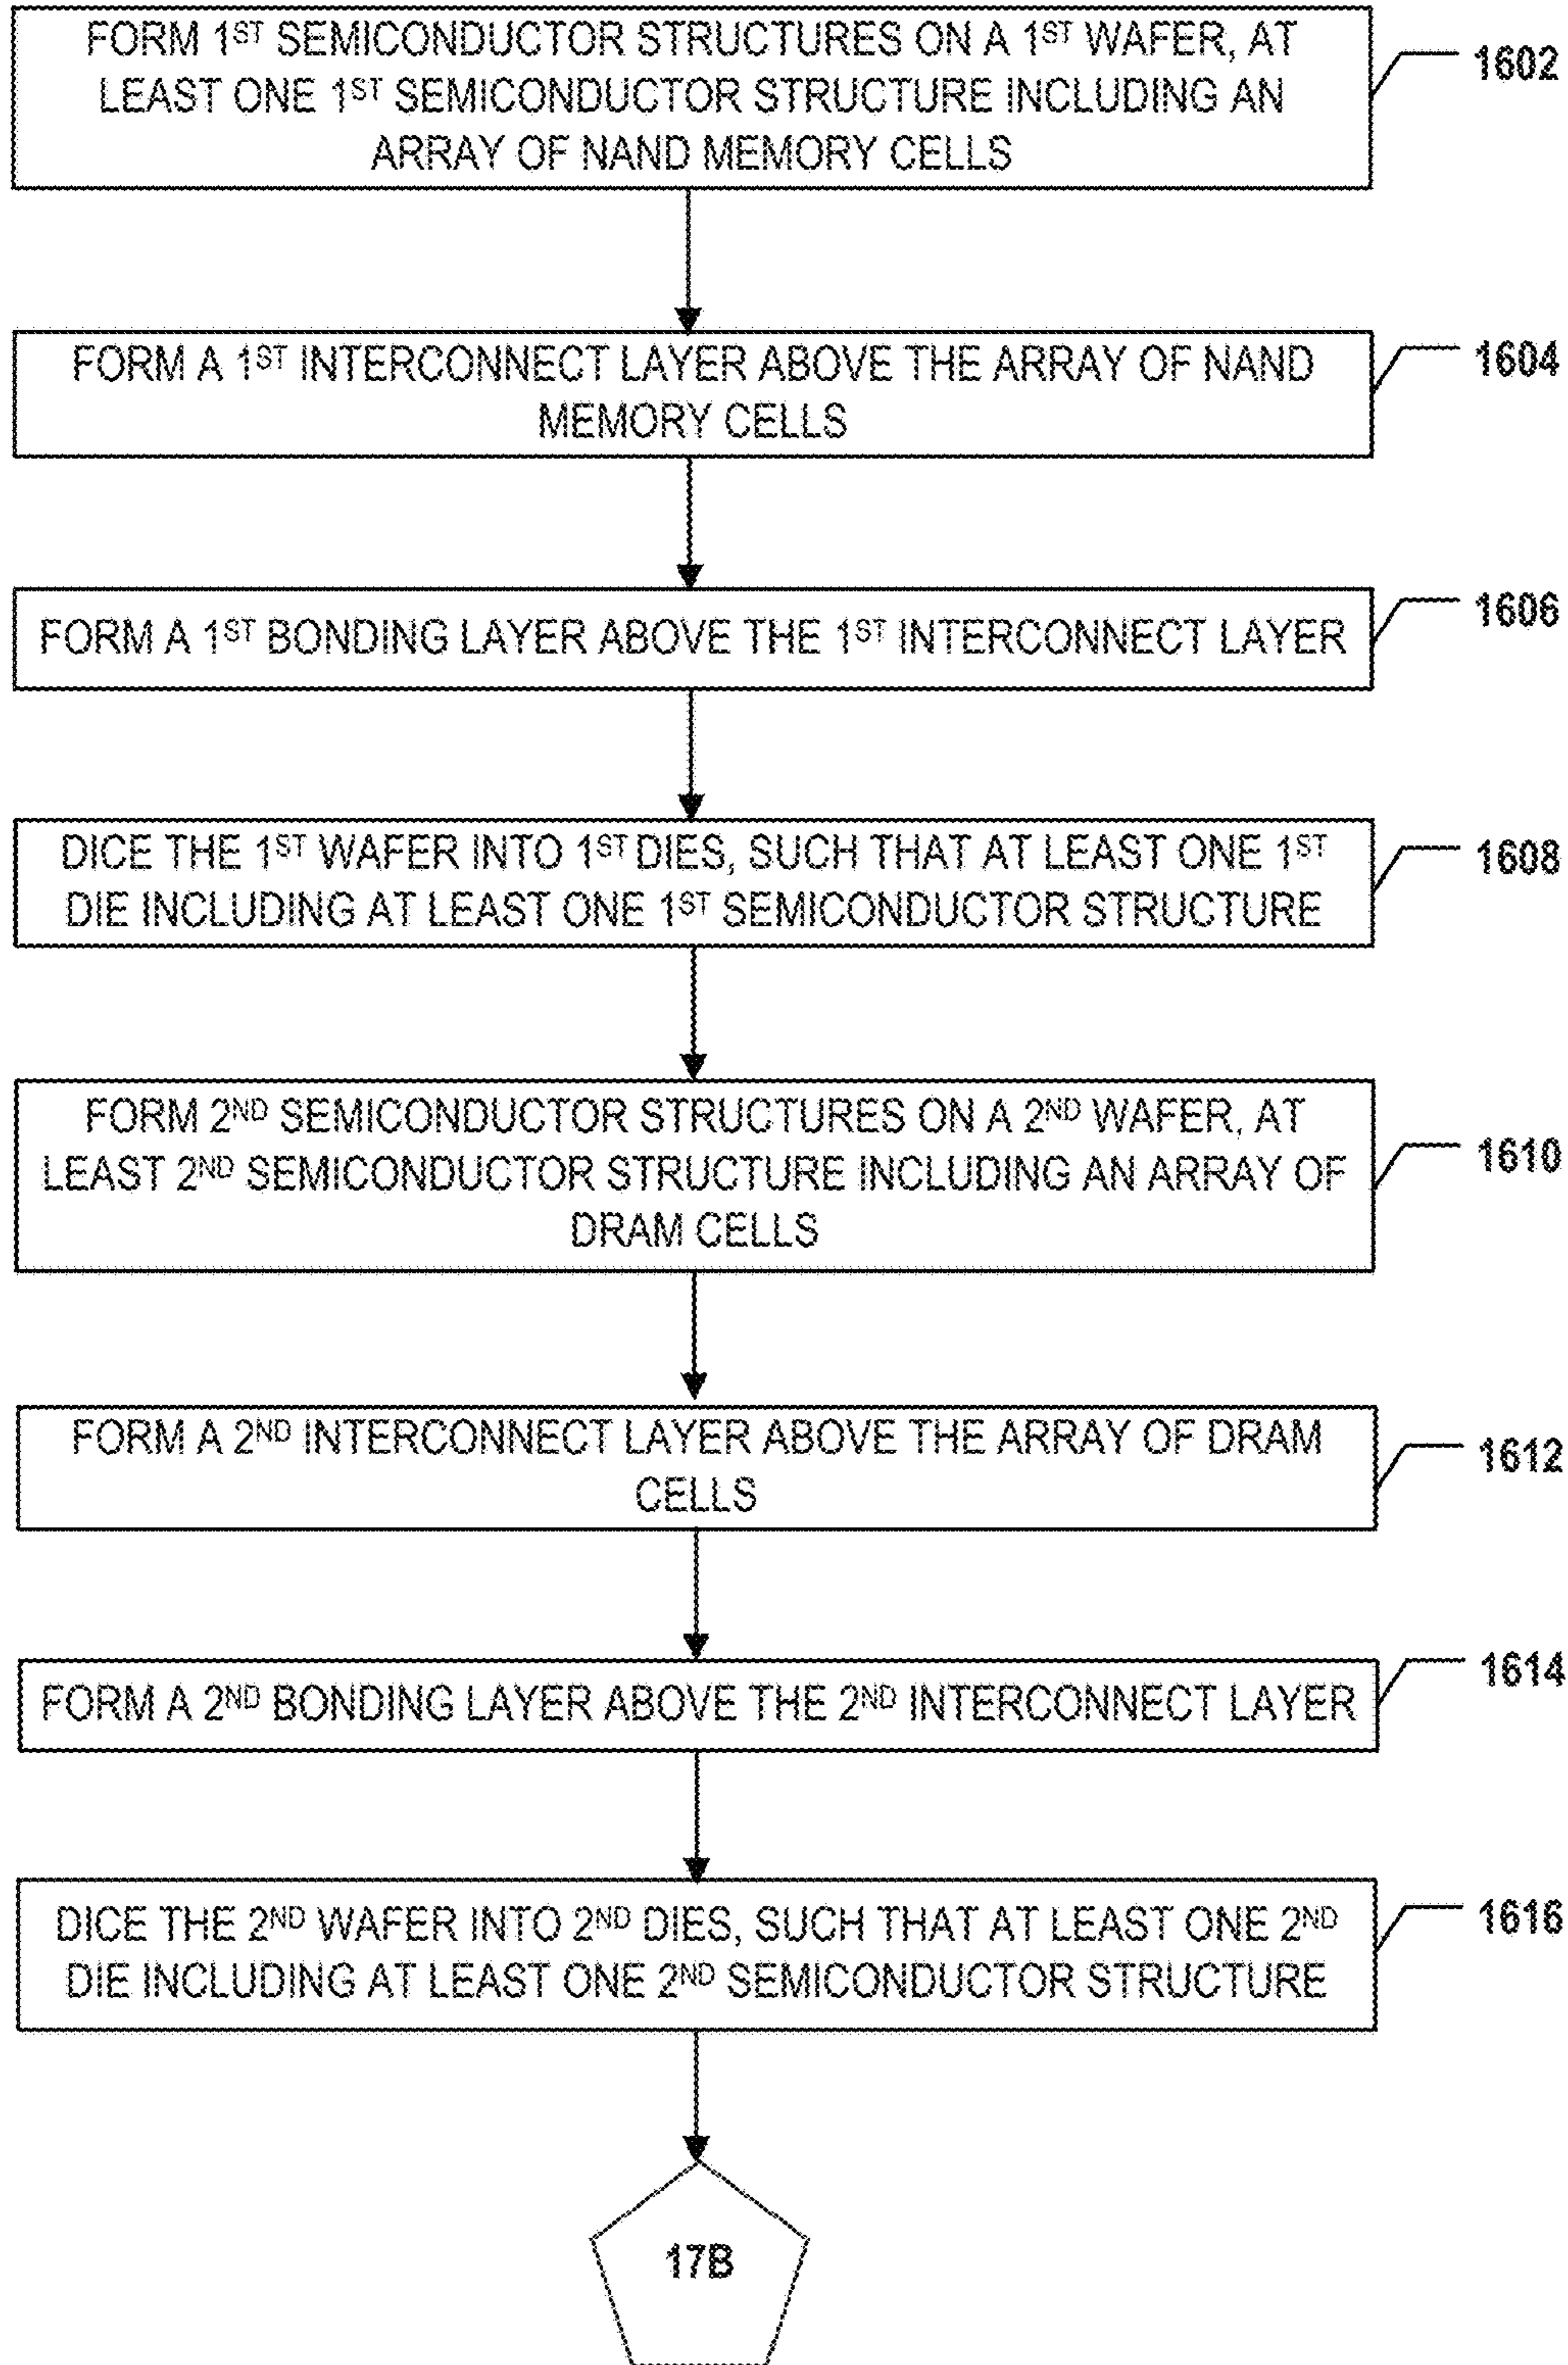 FORM 1ST SEMICONDUCTOR STRUCTURES ON A 1ST WAFER, AT
LEAST ONE 1ST SEMICONDUCTOR STRUCTURE INCLUDING AN
ARRAY OF NAND MEMORY CELLS
1602
FORM A 1ST INTERCONNECT LAYER ABOVE THE ARRAY OF NAND
MEMORY CELLS
1604
FORM A 1ST BONDING LAYER ABOVE THE 1ST INTERCONNECT LAYER
1606
DICE THE 1ST WAFER INTO 1ST DIES, SUCH THAT AT LEAST ONE 1ST
DIE INCLUDING AT LEAST ONE 1ST SEMICONDUCTOR STRUCTURE
1608
FORM 2ND SEMICONDUCTOR STRUCTURES ON A 2ND WAFER, AT
LEAST 2ND SEMICONDUCTOR STRUCTURE INCLUDING AN ARRAY OF
DRAM CELLS
1610
FORM A 2ND INTERCONNECT LAYER ABOVE THE ARRAY OF DRAM
CELLS
1612
FORM A 2ND BONDING LAYER ABOVE THE 2ND INTERCONNECT LAYER
1614
DICE THE 2ND WAFER INTO 2ND DIES, SUCH THAT AT LEAST ONE 2ND
DIE INCLUDING AT LEAST ONE 2ND SEMICONDUCTOR STRUCTURE
1616
17B